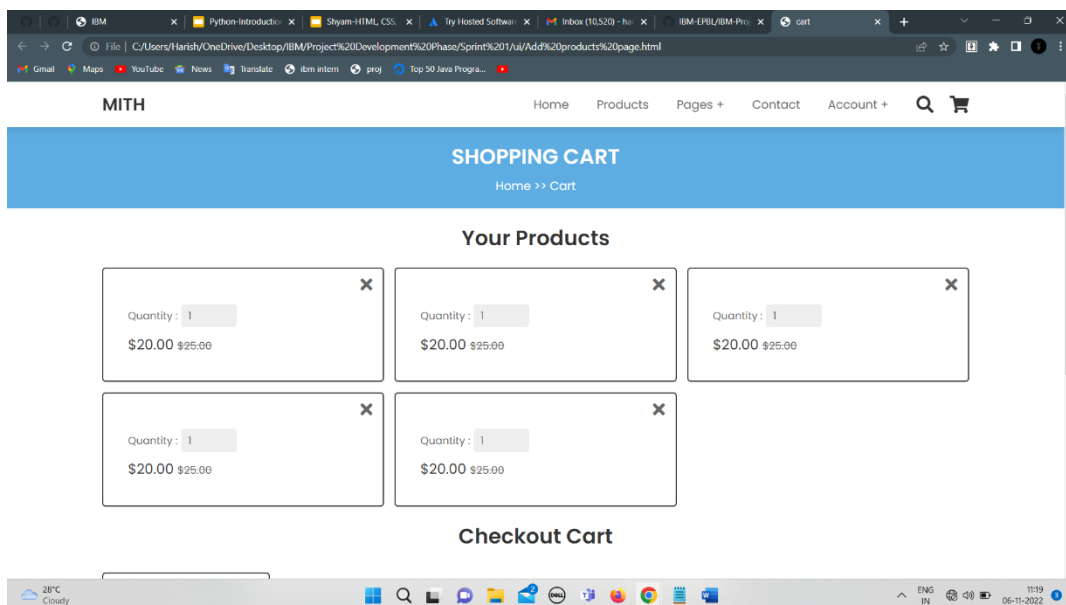 IBM
Python-Introductio
Shyam-HTML, CSS,
Try Hosted Softwar
Inbox (10,520) - ha
IBM-EPBL/IBM-Proj
cart
File | C:/Users/Harish/OneDrive/Desktop/IBM/Project%20Development%20Phase/Sprint%201/ui/Add%20products%20page.html
Gmail Maps YouTube News Translate ibm intern proj Top 50 Java Progra...
MITH
Home Products Pages + Contact Account +
SHOPPING CART
Home >> Cart
Your Products
Quantity : 1
$20.00 $25.00
Quantity : 1
$20.00 $25.00
Quantity : 1
$20.00 $25.00
Quantity : 1
$20.00 $25.00
Quantity : 1
$20.00 $25.00
Checkout Cart
28°C
Cloudy
DELL
ENG
IN
11:19
06-11-2022